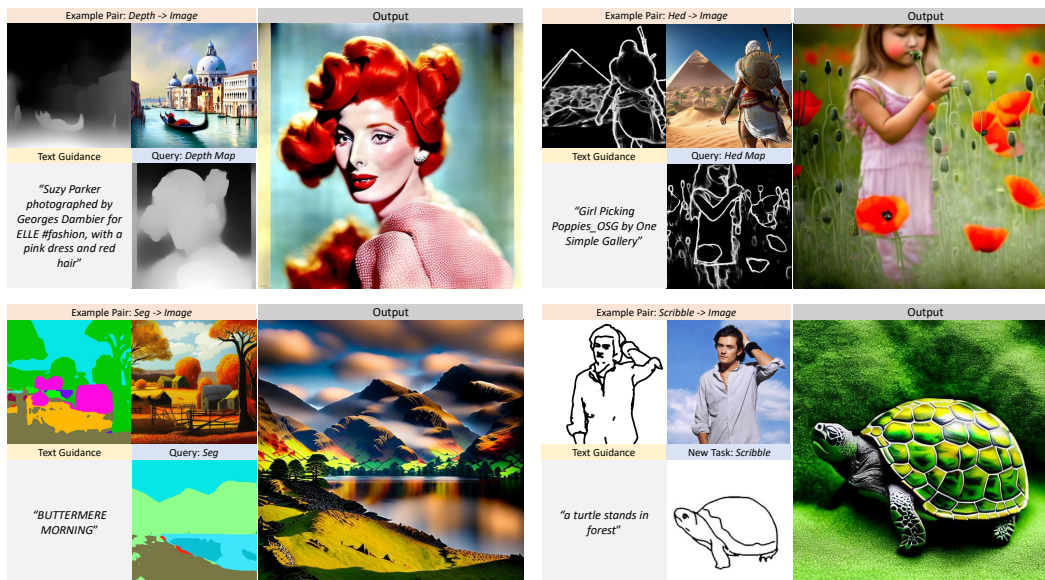 Example Pair: Depth -> Image
Output
Text Guidance
Query: Depth Map
"Suzy Parker
photographed by
Georges Dambier for
ELLE #fashion, with a
pink dress and red
hair"
Example Pair: Hed -> Image
Output
Text Guidance
Query: Hed Map
"Girl Picking
Poppies_OSG by One
Simple Gallery"
Example Pair: Seg -> Image
Output
Text Guidance
Query: Seg
"BUTTERMERE
MORNING"
Example Pair: Scribble -> Image
Output
Text Guidance
New Task: Scribble
"a turtle stands in
forest"